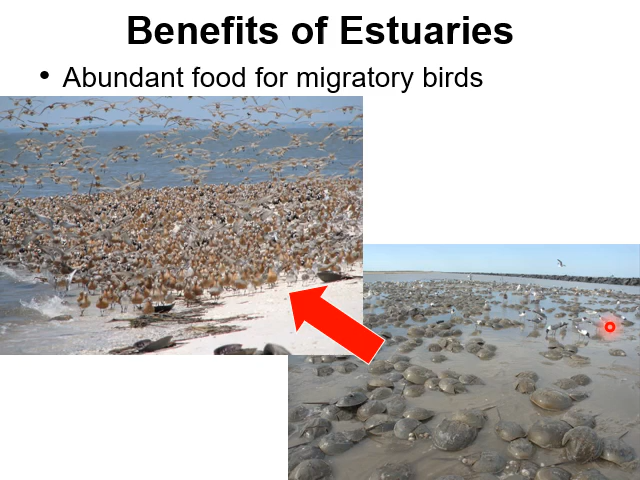 Benefits of Estuaries
• Abundant food for migratory birds